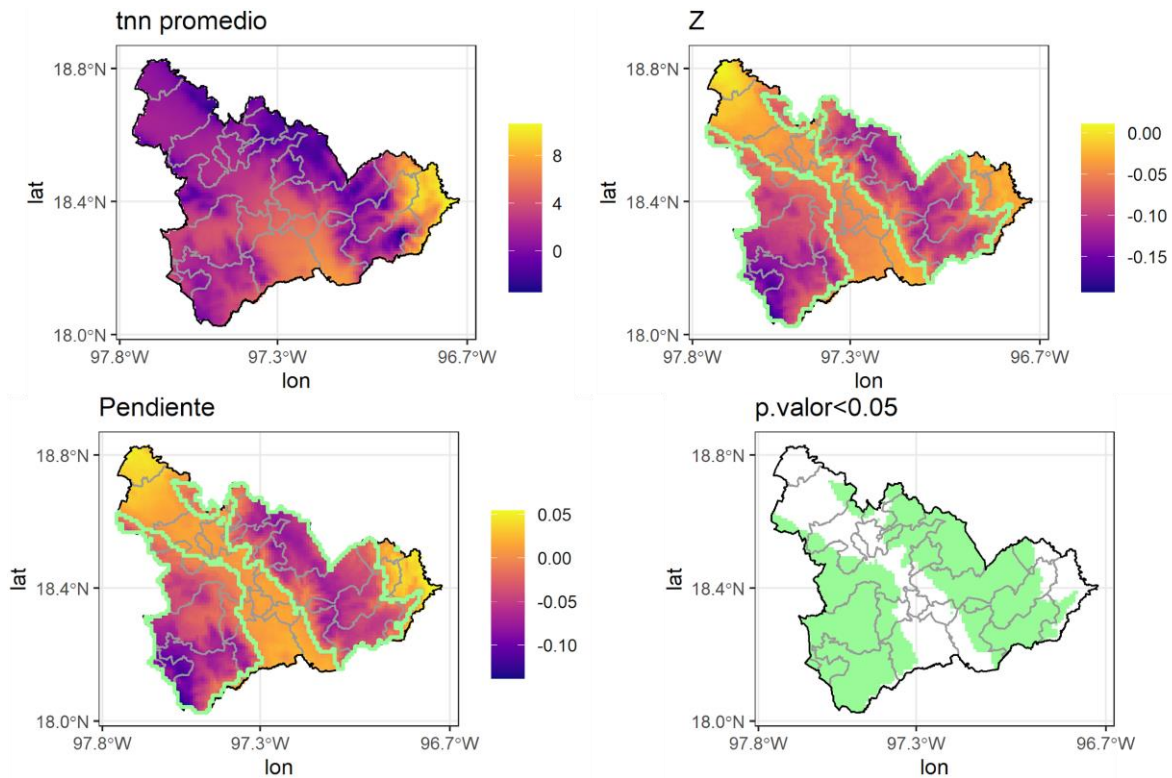 tnn promedio
18.8°N
18.4°N
18.0°N
lat
97.8°W 97.3°W 96.7°W
lon
8
4
0
Z
18.8°N
18.4°N
18.0°N
lat
97.8°W 97.3°W 96.7°W
lon
0.00
-0.05
-0.10
-0.15
Pendiente
18.8°N
18.4°N
18.0°N
lat
97.8°W 97.3°W 96.7°W
lon
0.05
0.00
-0.05
-0.10
p.valor<0.05
18.8°N
18.4°N
18.0°N
lat
97.8°W 97.3°W 96.7°W
lon